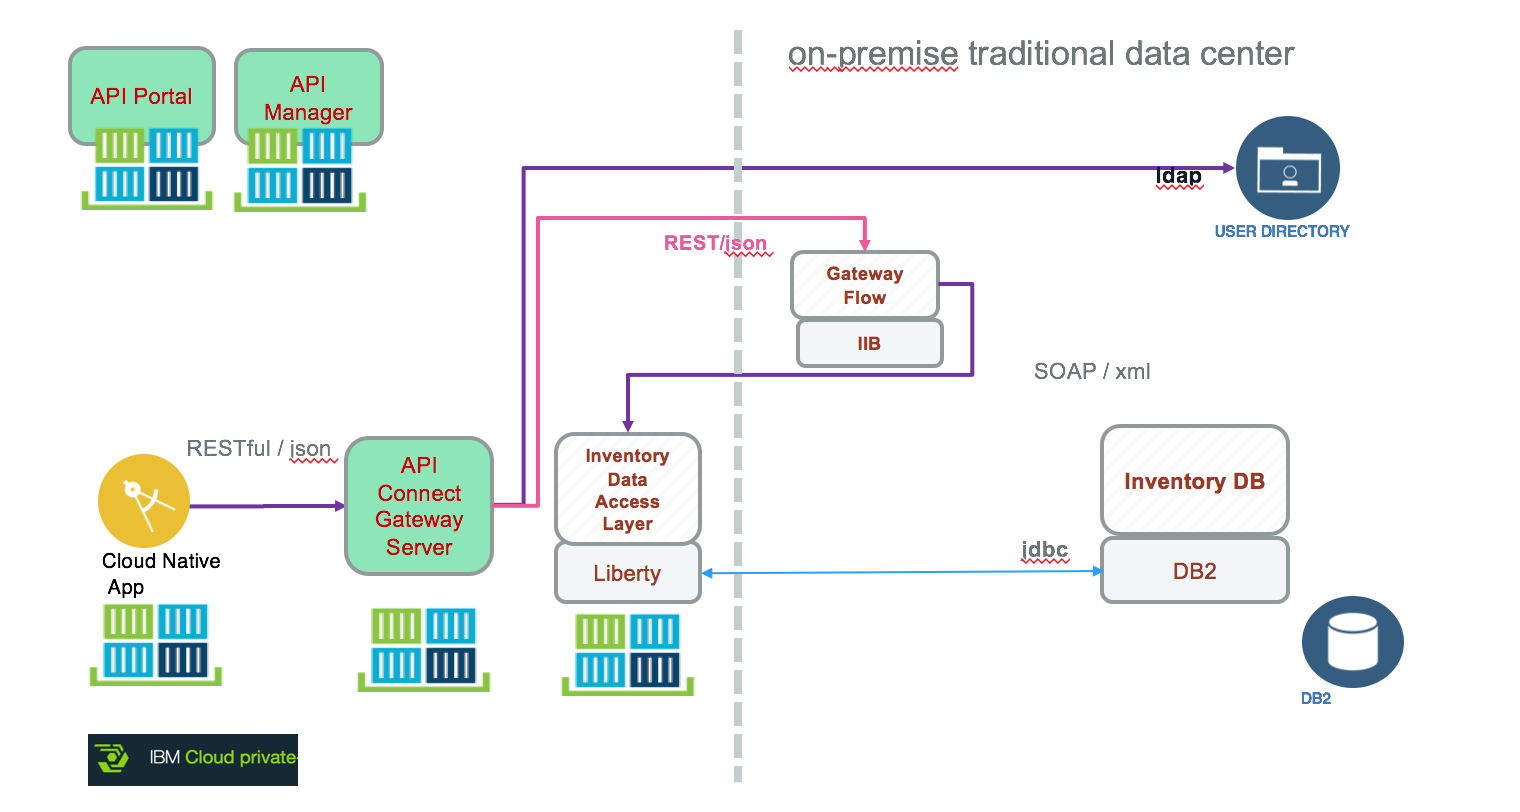 on-premise traditional data center
API Portal
API
Manager
ldap
USER DIRECTORY
REST/json
Gateway
Flow
IIB
SOAP / xml
RESTful / json
API
Connect
Gateway
Server
Inventory
Data
Access
Layer
Liberty
Inventory DB
jdbc
DB2
Cloud Native
App
DB2
IBM Cloud private